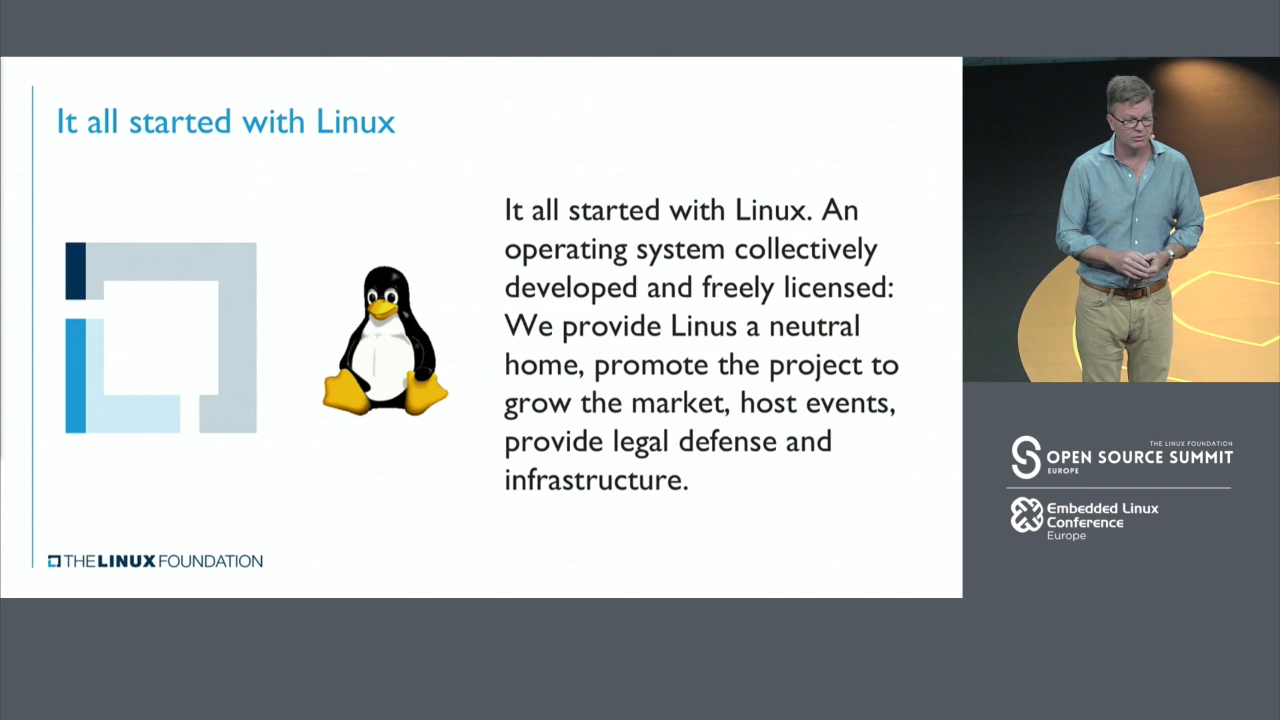 It all started with Linux
It all started with Linux. An
operating system collectively
developed and freely licensed:
We provide Linus a neutral
home, promote the project to
grow the market, host events,
provide legal defense and
infrastructure.
THE LINUX FOUNDATION
THE LINUX FOUNDATION
OPEN SOURCE SUMMIT
EUROPE
Embedded Linux
Conference
Europe